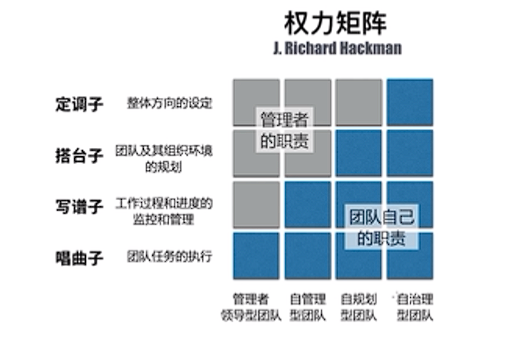 权力矩阵
J. Richard Hackman
定调子
整体方向的设定
管理者
的职责
搭台子
团队及其组织环境
的规划
写谱子
工作过程和进度的
监控和管理
团队自己
的职责
唱曲子
团队任务的执行
管理者
领导型团队
自管理
型团队
自规划
型团队
自治理
型团队